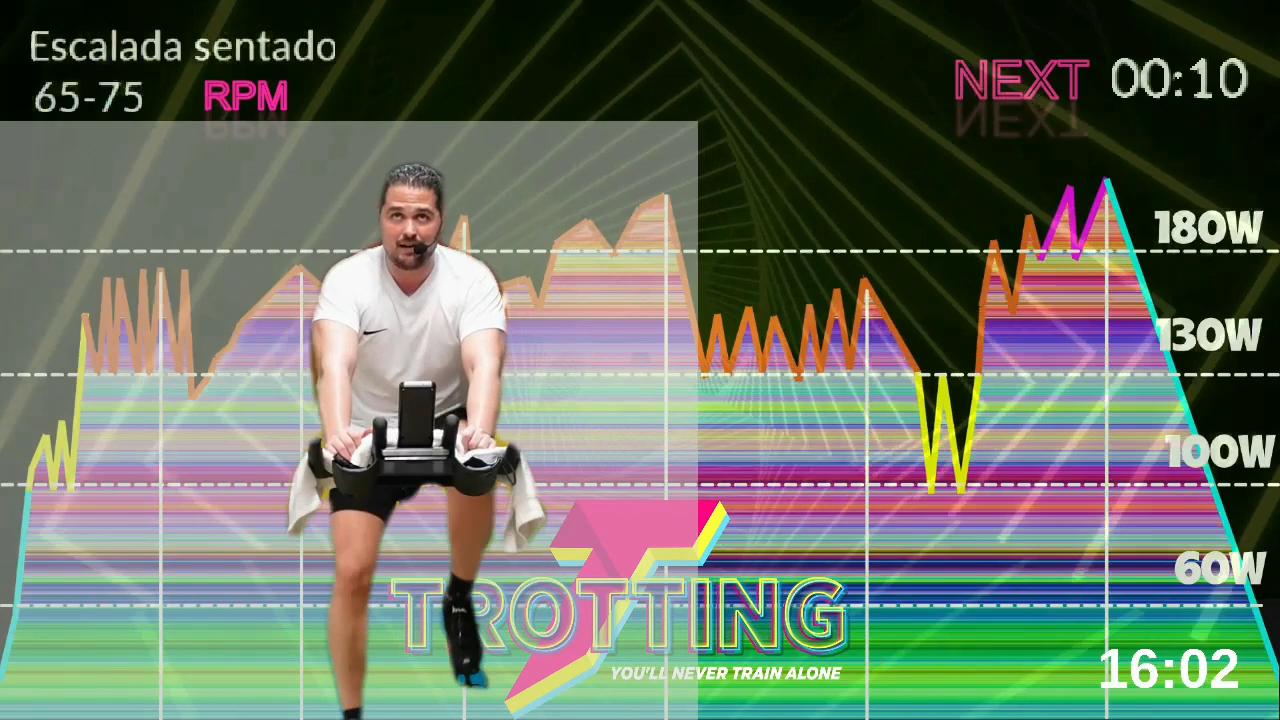 Escalada sentado
65-75 RPM
NEXT 00:10
180W
130W
100W
60W
TROTTING
YOU'LL NEVER TRAIN ALONE
16:02